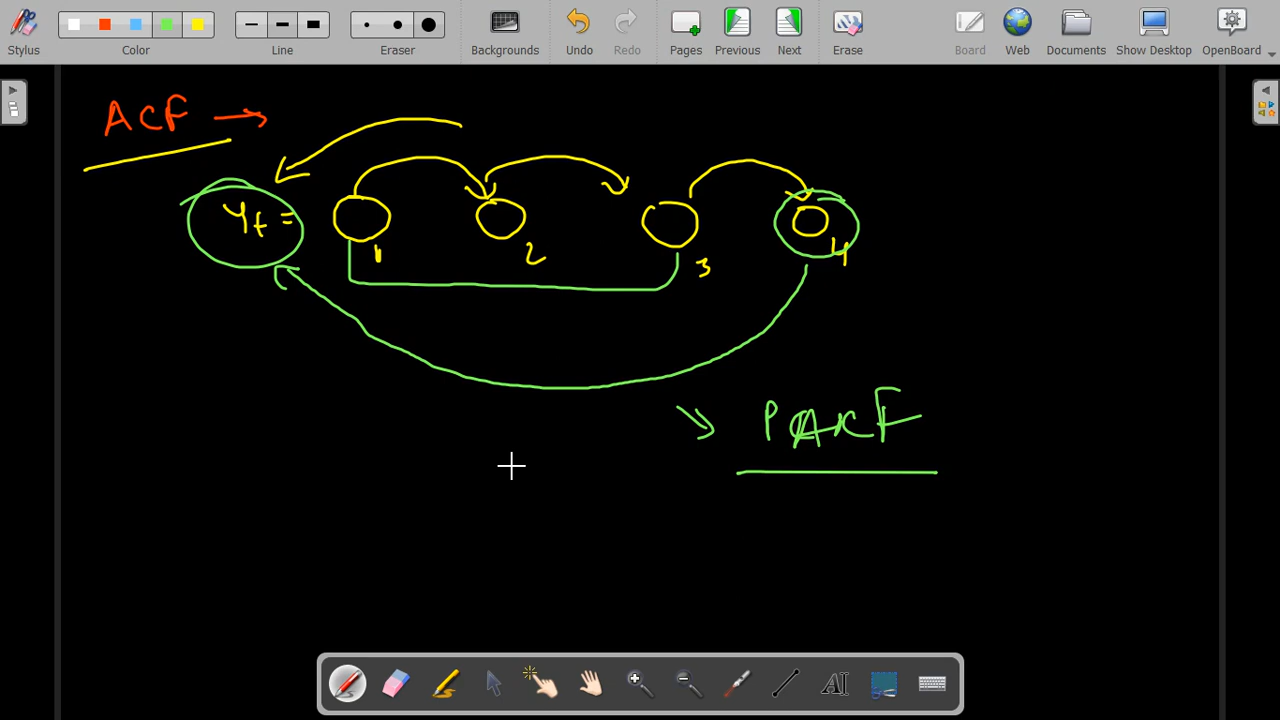 Stylus Color Line Eraser Backgrounds Undo Redo Pages Previous Next Erase Board Web Documents Show Desktop OpenBoard
ACF →
Yt =
1 2 3 4
PACF
AI